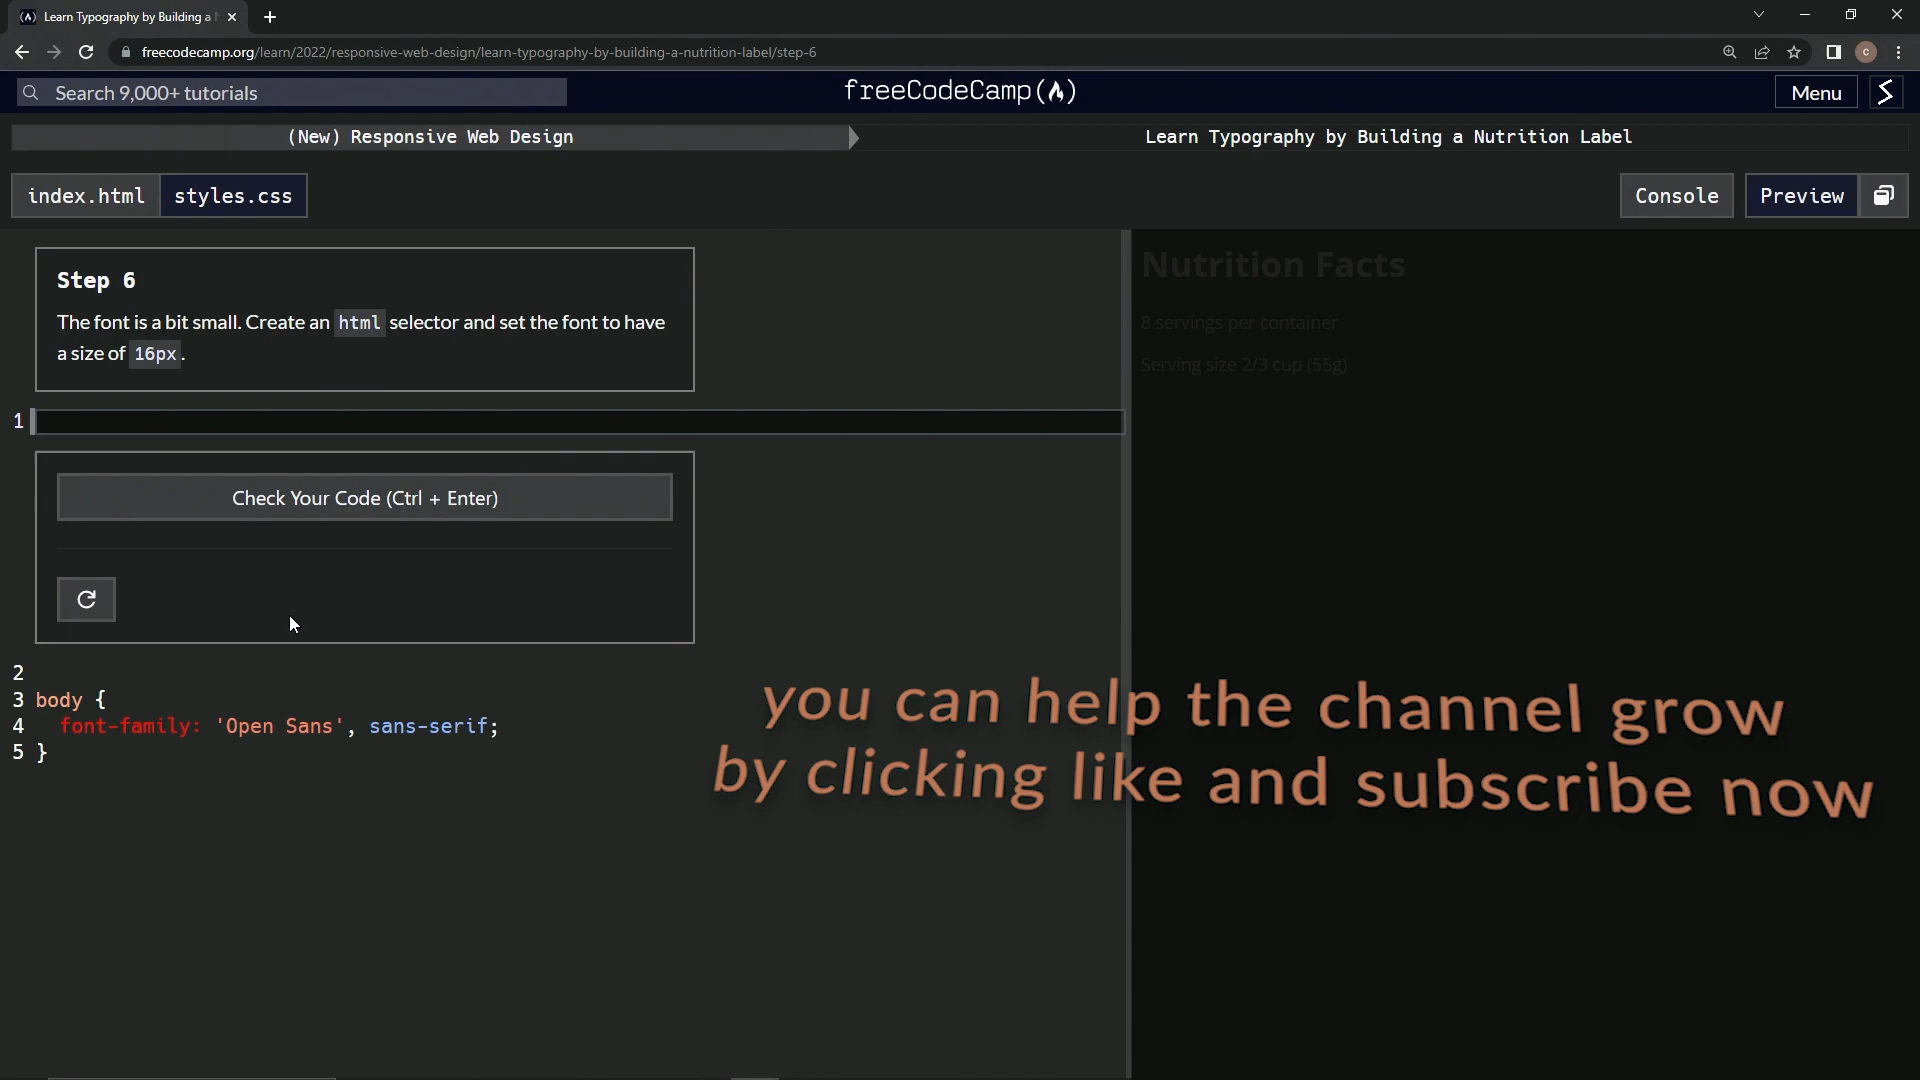 Learn Typography by Building a
freecodecamp.org/learn/2022/responsive-web-design/learn-typography-by-building-a-nutrition-label/step-6
C
Search 9,000+ tutorials
freeCodeCamp(🔥)
Menu
(New) Responsive Web Design
Learn Typography by Building a Nutrition Label
index.html
styles.css
Console
Preview
Step 6
The font is a bit small. Create an html selector and set the font to have
a size of 16px.
Nutrition Facts
8 servings per container
Serving size 2/3 cup (55g)
1
Check Your Code (Ctrl + Enter)
2
3 body {
4 font-family: 'Open Sans', sans-serif;
5 }
you can help the channel grow
by clicking like and subscribe now